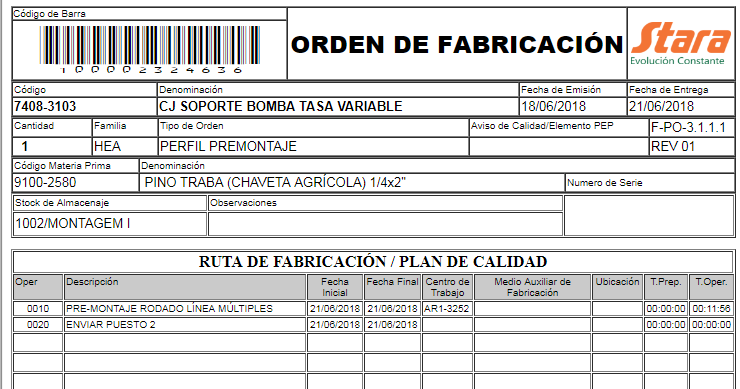 Código de Barra
100002324636
ORDEN DE FABRICACIÓN
Stara
Evolución Constante
Código Denominación Fecha de Emisión Fecha de Entrega
7408-3103 CJ SOPORTE BOMBA TASA VARIABLE 18/06/2018 21/06/2018
Cantidad Familia Tipo de Orden Aviso de Calidad/Elemento PEP F-PO-3.1.1.1
1 HEA PERFIL PREMONTAJE REV 01
Código Materia Prima Denominación
9100-2580 PINO TRABA (CHAVETA AGRÍCOLA) 1/4x2" Numero de Serie
Stock de Almacenaje Observaciones
1002/MONTAGEM I
RUTA DE FABRICACIÓN / PLAN DE CALIDAD
Oper Descripción Fecha Inicial Fecha Final Centro de Trabajo Medio Auxiliar de Fabricación Ubicación T.Prep. T.Oper.
0010 PRE-MONTAJE RODADO LÍNEA MÚLTIPLES 21/06/2018 21/06/2018 AR1-3252 00:00:00 00:11:56
0020 ENVIAR PUESTO 2 21/06/2018 21/06/2018 00:00:00 00:00:00